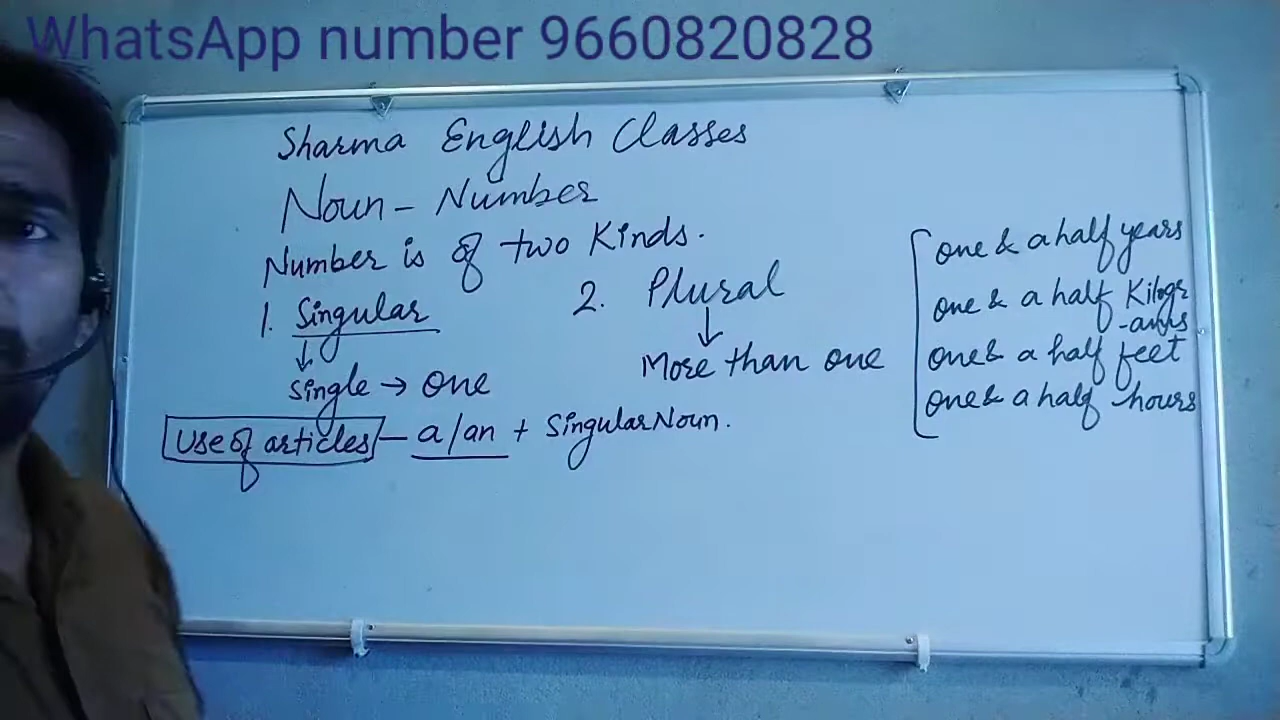 WhatsApp number 9660820828
Sharma English Classes
Noun - Number
Number is of two Kinds.
1. Singular
↓
single → one
2. Plural
↓
More than one
Use of articles - a/an + Singular Noun.
one & a half years
one & a half Kilogr
-ams
one & a half feet
one & a half hours